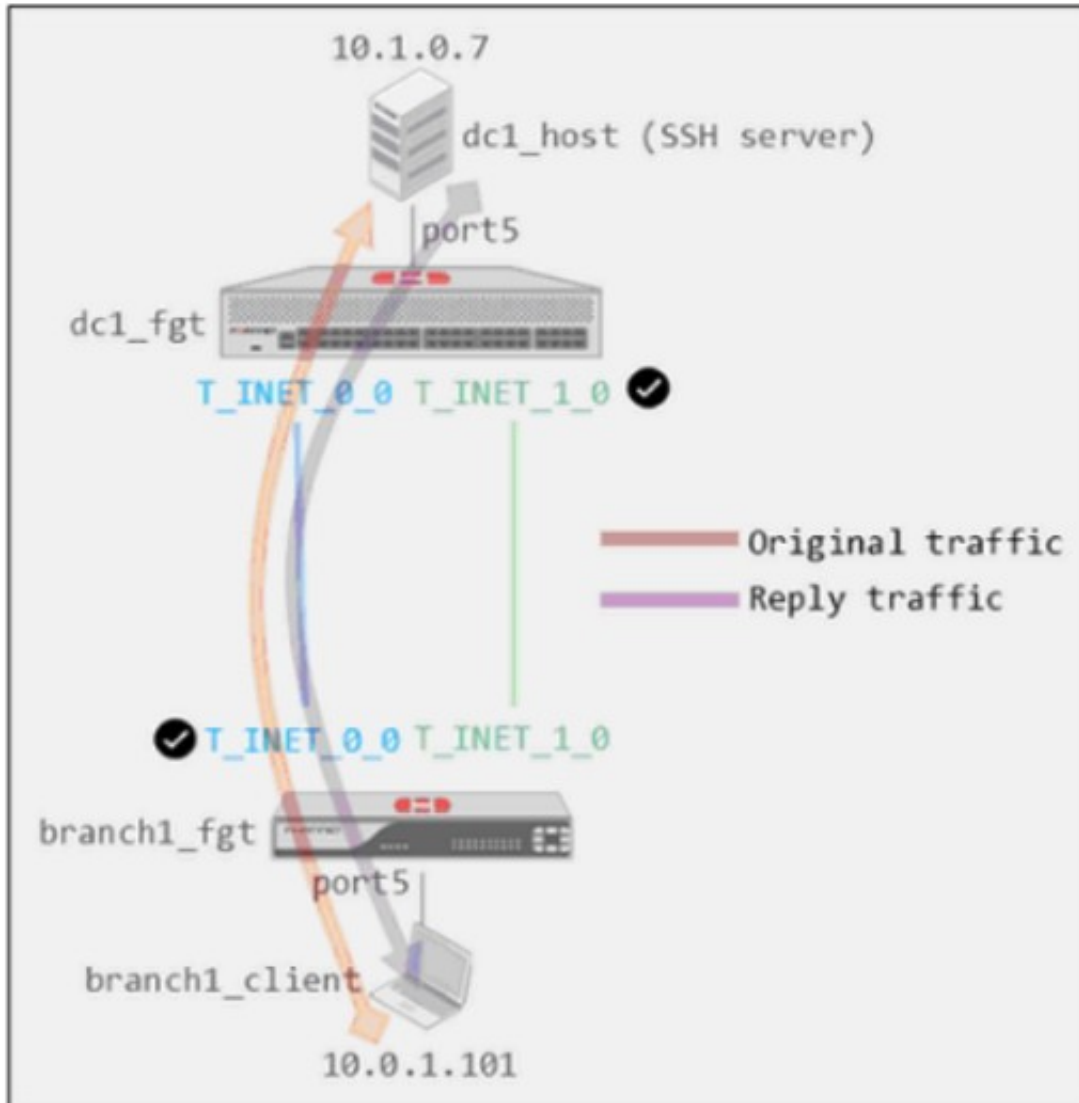 10.1.0.7
dc1_host (SSH server)
port5
dc1_fgt
T_INET_0_0 T_INET_1_0
Original traffic
Reply traffic
T_INET_0_0 T_INET_1_0
branch1_fgt
port5
branch1_client
10.0.1.101